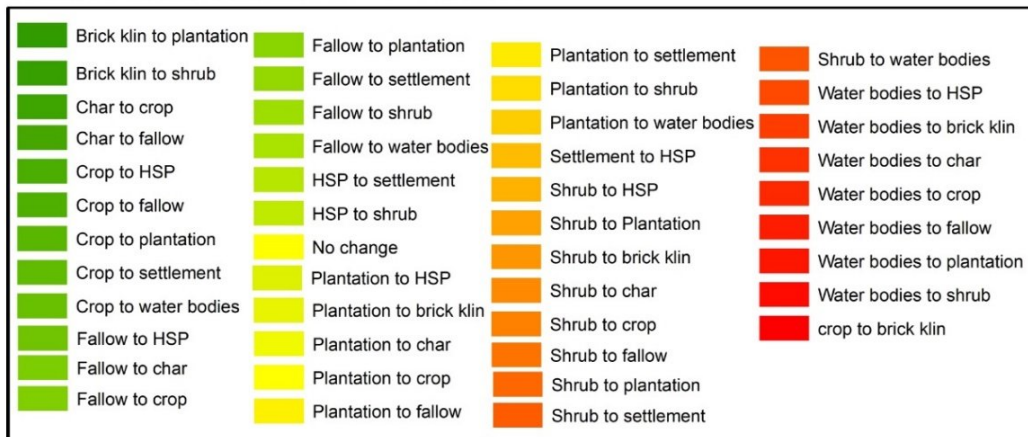 Brick klin to plantation
Brick klin to shrub
Char to crop
Char to fallow
Crop to HSP
Crop to fallow
Crop to plantation
Crop to settlement
Crop to water bodies
Fallow to HSP
Fallow to char
Fallow to crop
Fallow to plantation
Fallow to settlement
Fallow to shrub
Fallow to water bodies
HSP to settlement
HSP to shrub
No change
Plantation to HSP
Plantation to brick klin
Plantation to char
Plantation to crop
Plantation to fallow
Plantation to settlement
Plantation to shrub
Plantation to water bodies
Settlement to HSP
Shrub to HSP
Shrub to Plantation
Shrub to brick klin
Shrub to char
Shrub to crop
Shrub to fallow
Shrub to plantation
Shrub to settlement
Shrub to water bodies
Water bodies to HSP
Water bodies to brick klin
Water bodies to char
Water bodies to crop
Water bodies to fallow
Water bodies to plantation
Water bodies to shrub
crop to brick klin